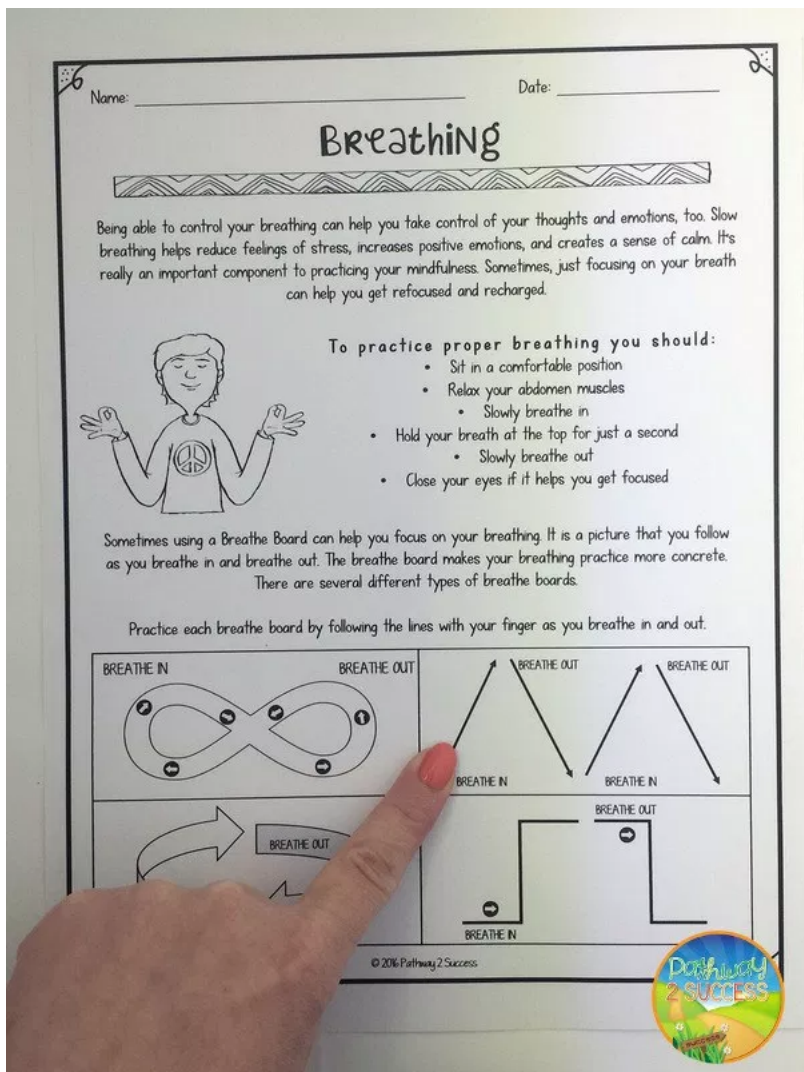 Name:
Date:
Breathing
Being able to control your breathing can help you take control of your thoughts and emotions, too. Slow
breathing helps reduce feelings of stress, increases positive emotions, and creates a sense of calm. It's
really an important component to practicing your mindfulness. Sometimes, just focusing on your breath
can help you get refocused and recharged.
To practice proper breathing you should:
• Sit in a comfortable position
• Relax your abdomen muscles
• Slowly breathe in
• Hold your breath at the top for just a second
• Slowly breathe out
• Close your eyes if it helps you get focused
Sometimes using a Breathe Board can help you focus on your breathing. It is a picture that you follow
as you breathe in and breathe out. The breathe board makes your breathing practice more concrete.
There are several different types of breathe boards.
Practice each breathe board by following the lines with your finger as you breathe in and out.
BREATHE IN
BREATHE OUT
BREATHE OUT
BREATHE OUT
BREATHE IN
BREATHE IN
BREATHE OUT
BREATHE OUT
BREATHE IN
© 2016 Pathway 2 Success
Pathway
2 SUCCESS
SUCCESS